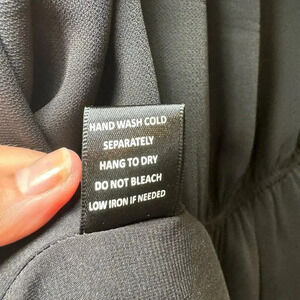 HAND WASH COLD
SEPARATELY
HANG TO DRY
DO NOT BLEACH
LOW IRON IF NEEDED